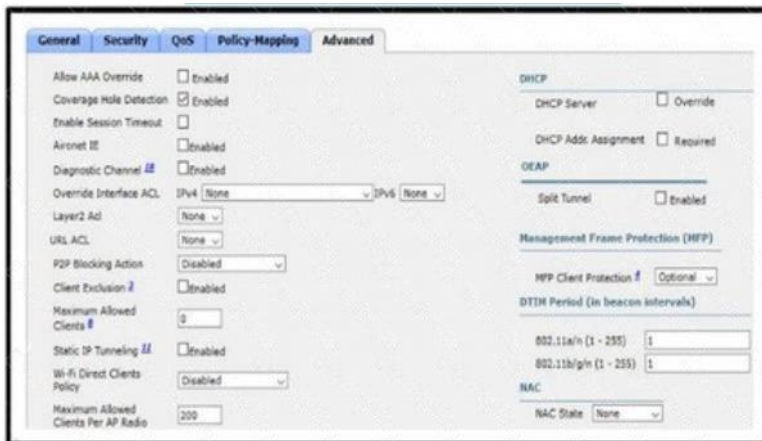 General Security QoS Policy-Mapping Advanced
Allow AAA Override Enabled
Coverage Hole Detection Enabled
Enable Session Timeout
Aironet IE Enabled
Diagnostic Channel 18 Enabled
Override Interface ACL IPv4 None IPv6 None
Layer2 Acl None
URL ACL None
P2P Blocking Action Disabled
Client Exclusion 3 Enabled
Maximum Allowed
Clients 8 0
Static IP Tunneling 11 Enabled
Wi-Fi Direct Clients
Policy Disabled
Maximum Allowed
Clients Per AP Radio 200
DHCP
DHCP Server Override
DHCP Addr. Assignment Required
OEAP
Split Tunnel Enabled
Management Frame Protection (MFP)
MFP Client Protection 4 Optional
DTIM Period (in beacon intervals)
802.11a/n (1 - 255) 1
802.11b/g/n (1 - 255) 1
NAC
NAC State None